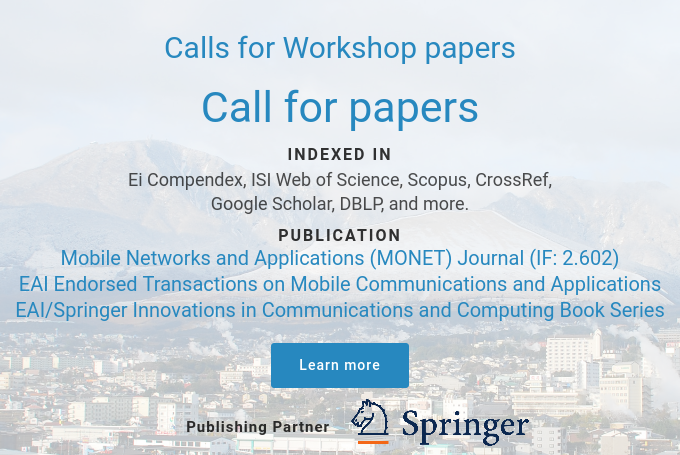 Calls for Workshop papers
Call for papers
INDEXED IN
Ei Compendex, ISI Web of Science, Scopus, CrossRef,
Google Scholar, DBLP, and more.
PUBLICATION
Mobile Networks and Applications (MONET) Journal (IF: 2.602)
EAI Endorsed Transactions on Mobile Communications and Applications
EAI/Springer Innovations in Communications and Computing Book Series
Learn more
Publishing Partner Springer